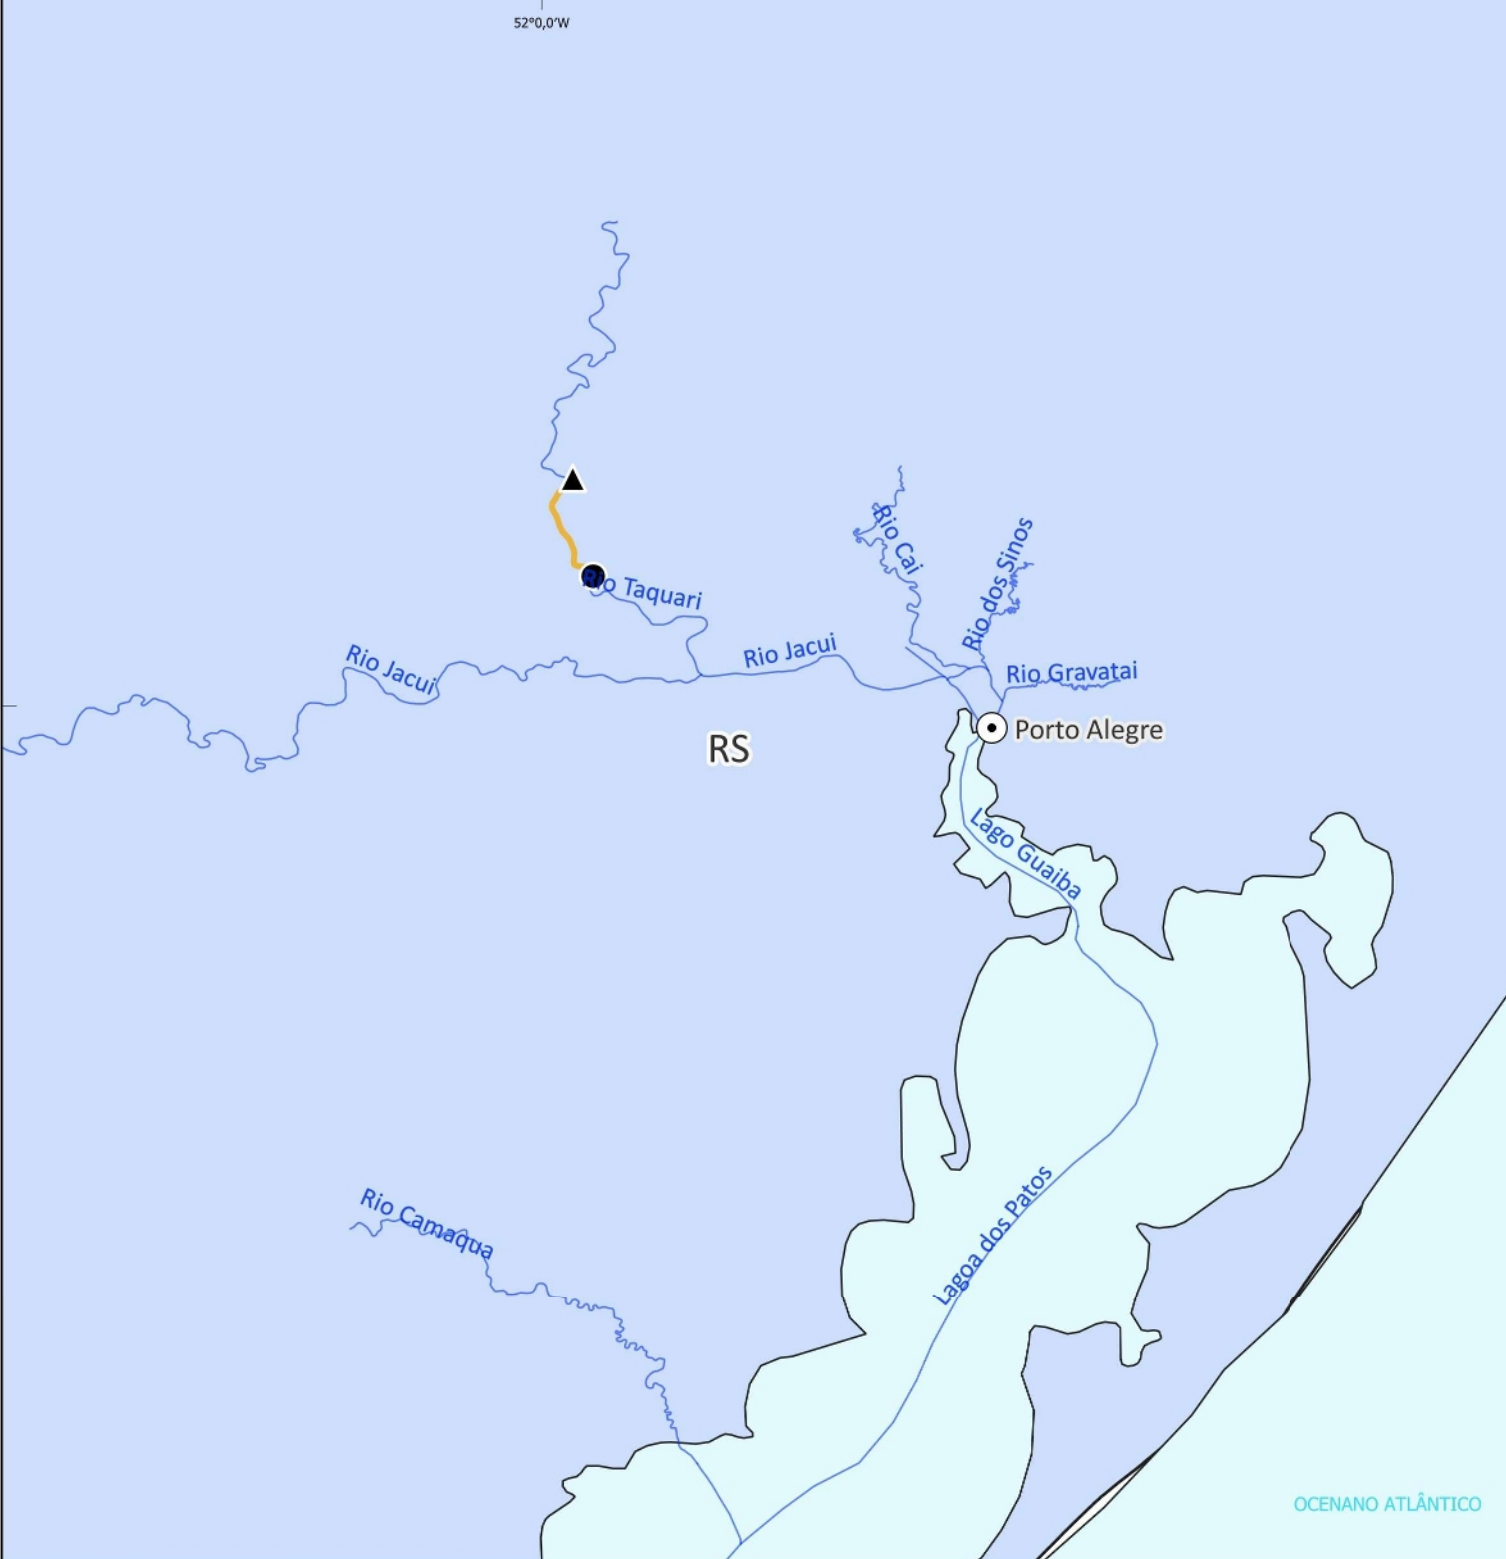 52°0,0'W
Rio Cai
Rio dos Sinos
Rio Taquari
Rio Jacui
Rio Jacui
Rio Gravatai
Porto Alegre
RS
Lago Guaiba
Lagoa dos Patos
Rio Camaqua
OCENANO ATLÂNTICO